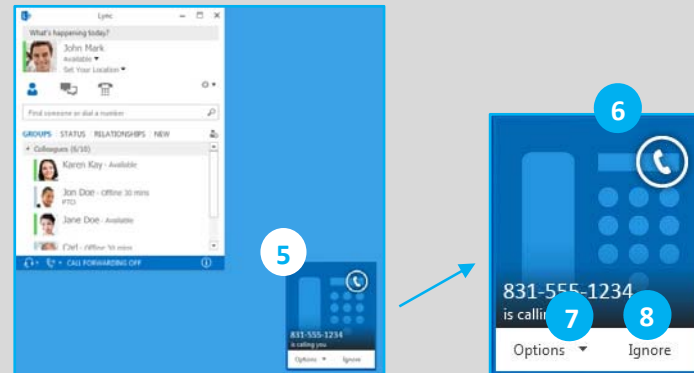 Lync
What's happening today?
John Mark
Available
Set Your Location
Find someone or dial a number
GROUPS STATUS RELATIONSHIPS NEW
Colleagues (6/10)
Karen Kay - Available
Jon Doe - Offline 30 mins
PTO
Jane Doe - Available
Carl - Offline 30 mins
CALL FORWARDING OFF
5
831-555-1234
is calling you
Options Ignore
6
831-555-1234
is callin
7
8
Options Ignore